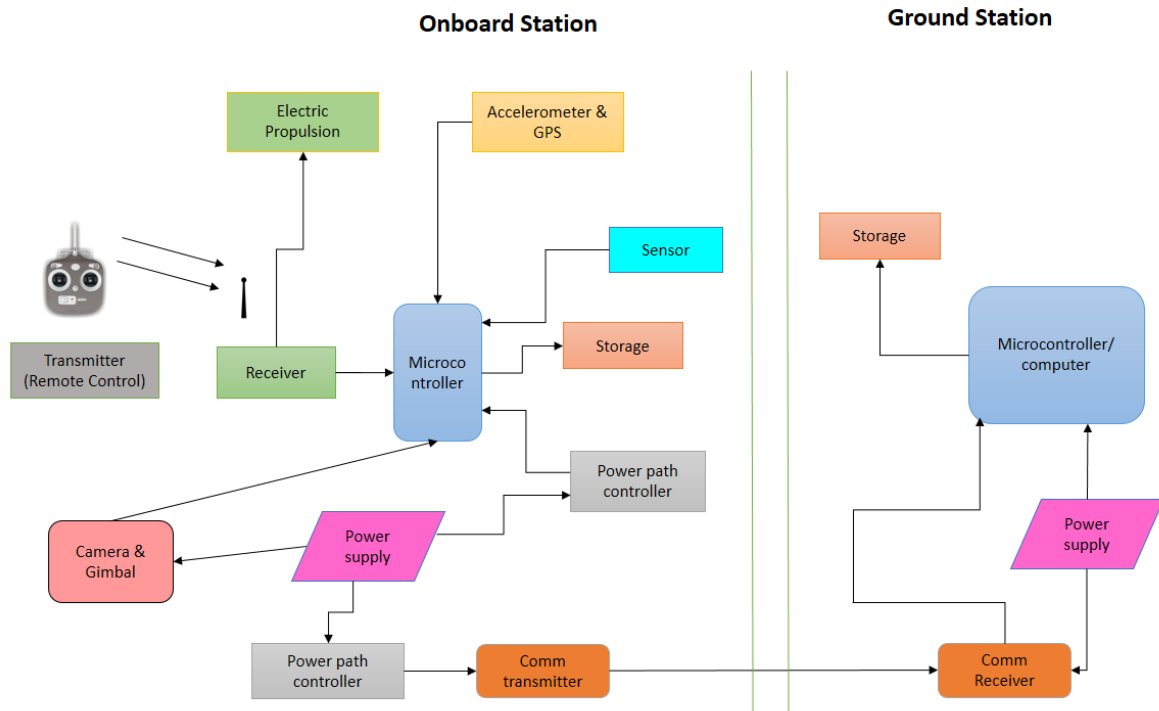 Onboard Station
Ground Station
Electric
Propulsion
Accelerometer &
GPS
Sensor
Storage
Transmitter
(Remote Control)
Receiver
Microco
ntroller
Storage
Microcontroller/
computer
Power path
controller
Camera &
Gimbal
Power
supply
Power
supply
Power path
controller
Comm
transmitter
Comm
Receiver